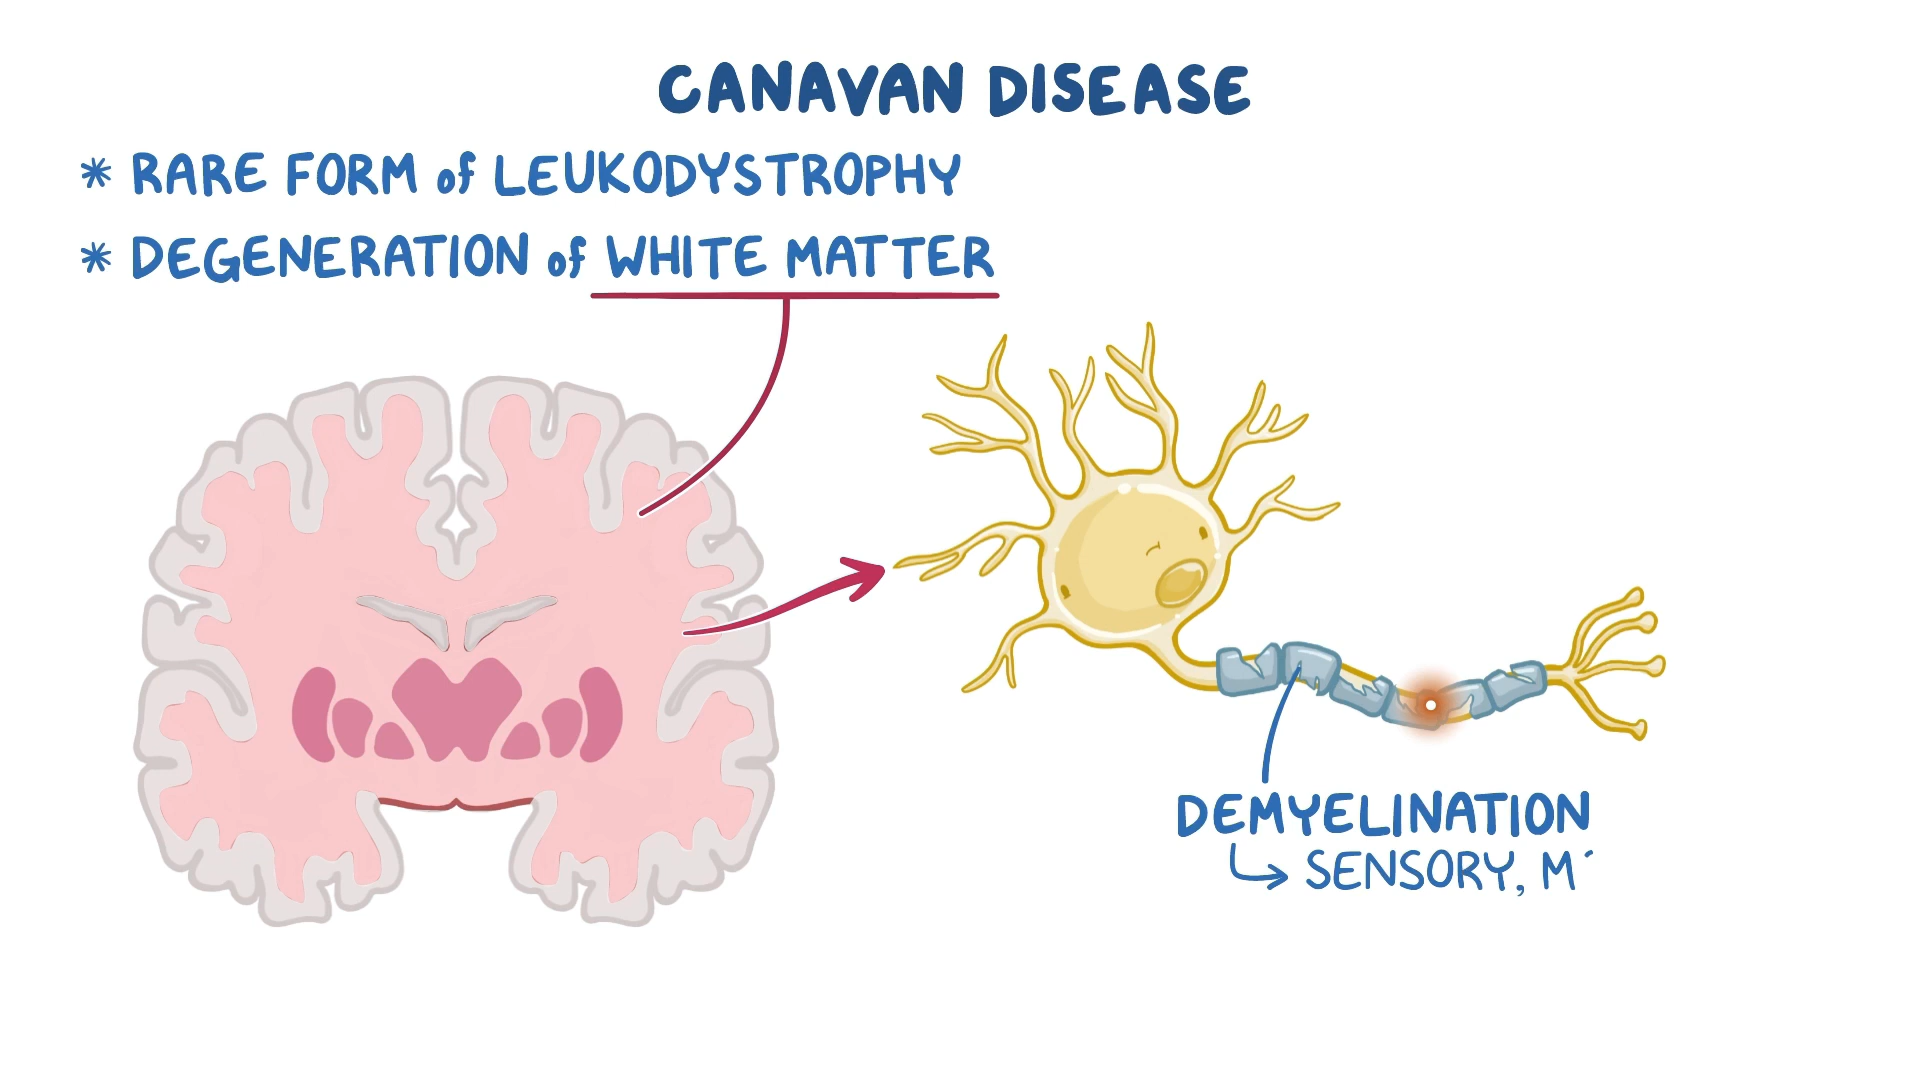 CANAVAN DISEASE
* RARE FORM of LEUKODYSTROPHY
* DEGENERATION of WHITE MATTER
DEMYELINATION
↳ SENSORY, M